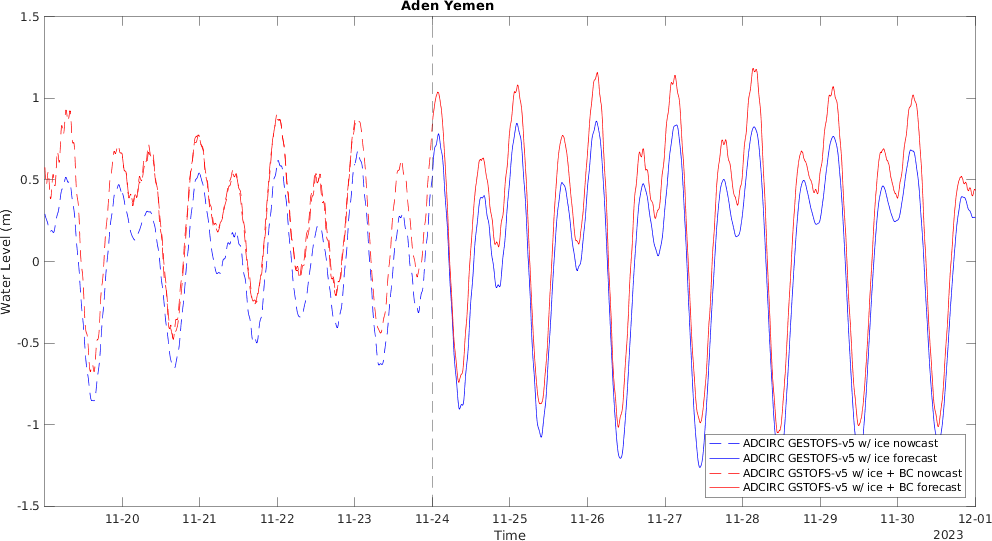 Aden Yemen
1.5
1
0.5
0
-0.5
-1
-1.5
Water Level (m)
11-20
11-21
11-22
11-23
11-24
11-25
11-26
11-27
11-28
11-29
11-30
12-01
Time
2023
ADCIRC GESTOFS-v5 w/ ice nowcast
ADCIRC GESTOFS-v5 w/ ice forecast
ADCIRC GSTOFS-v5 w/ ice + BC nowcast
ADCIRC GSTOFS-v5 w/ ice + BC forecast